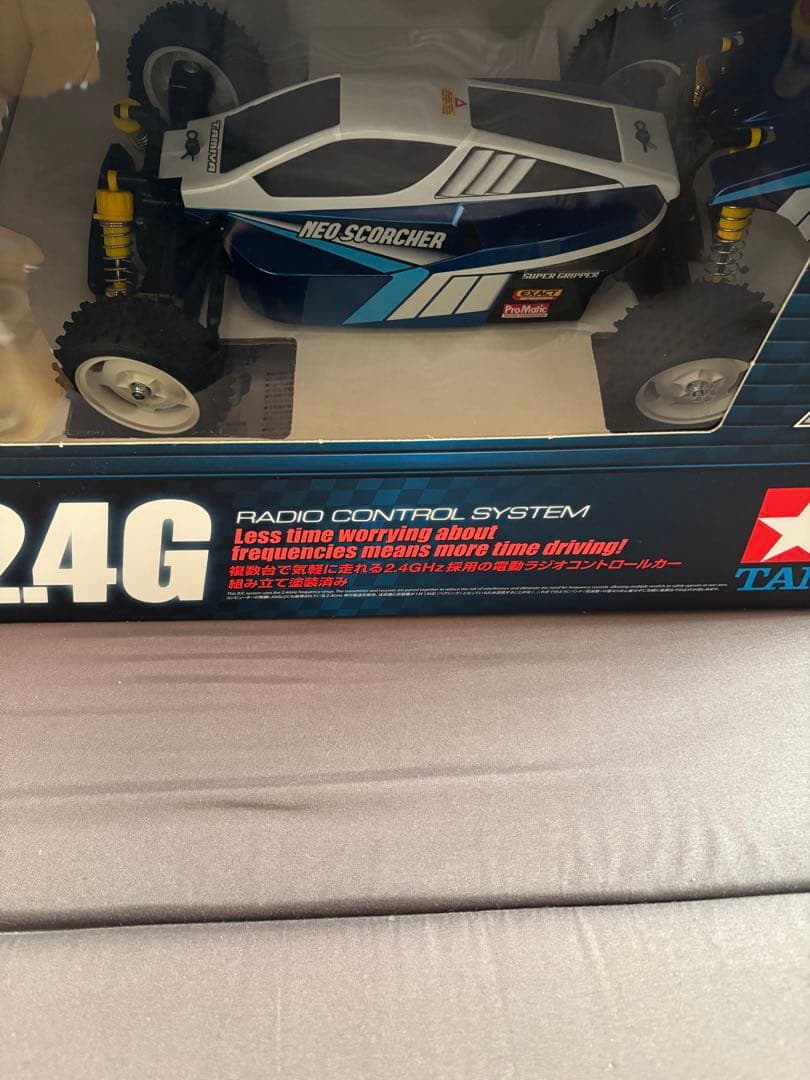 TAMIYA
NEO SCORCHER
SUPER GRIPPER
EXACT
Pro-Matic
2.4G
RADIO CONTROL SYSTEM
Less time worrying about
frequencies means more time driving!
複数台で気軽に走れる2.4GHz採用の電動ラジオコントロールカー
組み立て塗装済み
TA